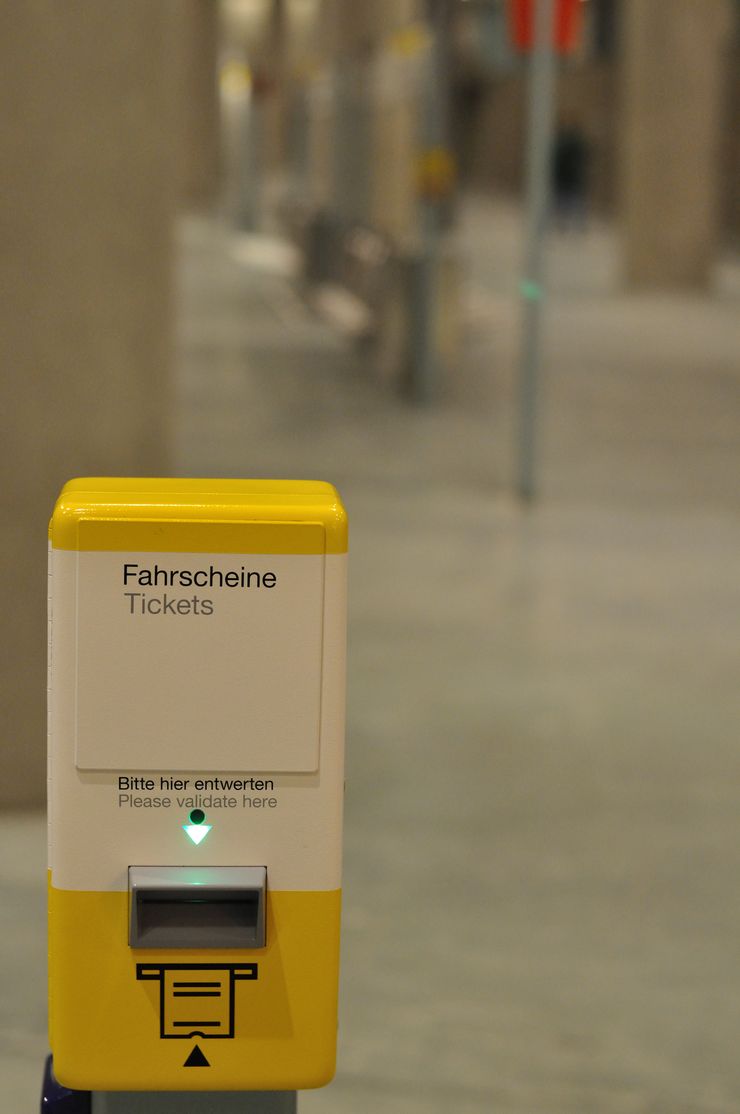 Fahrscheine
Tickets
Bitte hier entwerten
Please validate here